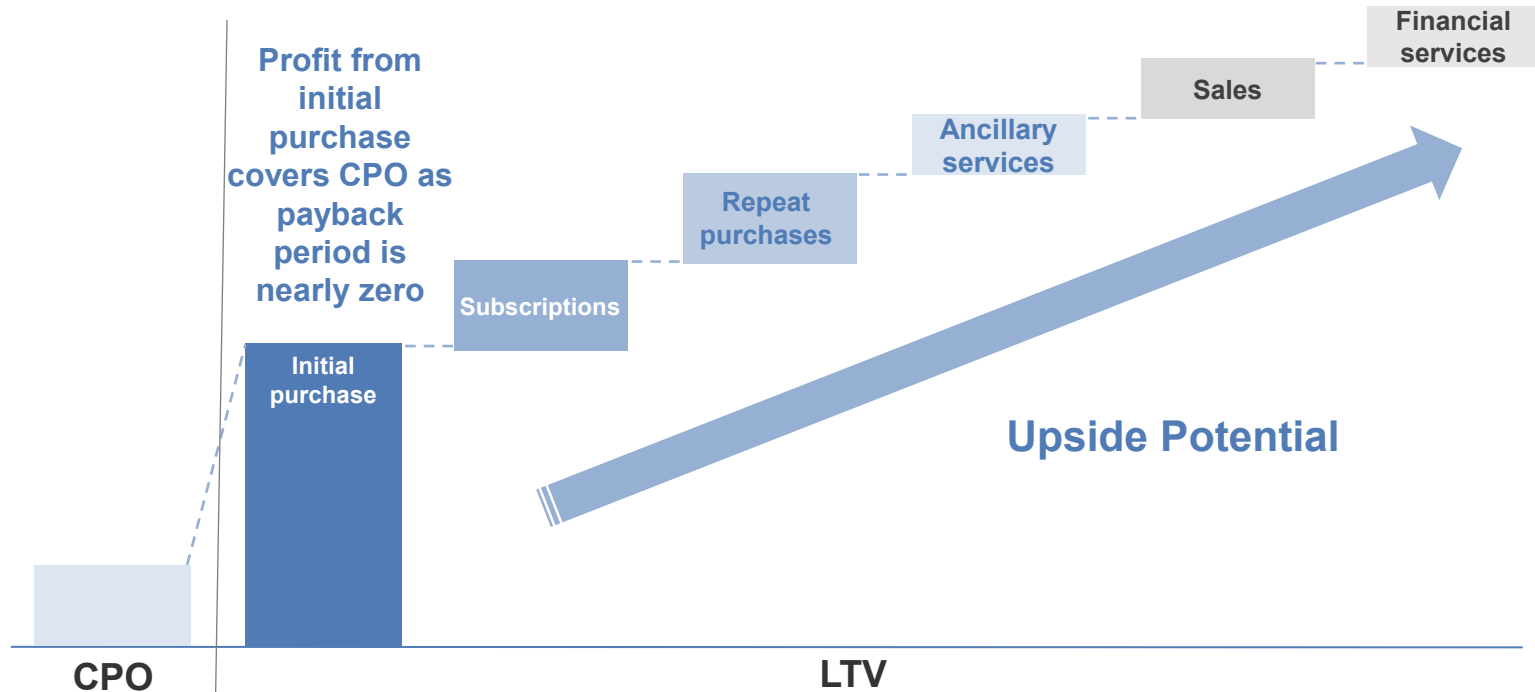 Profit from
initial
purchase
covers CPO as
payback
period is
nearly zero
Initial
purchase
Subscriptions
Repeat
purchases
Ancillary
services
Sales
Financial
services
Upside Potential
CPO
LTV